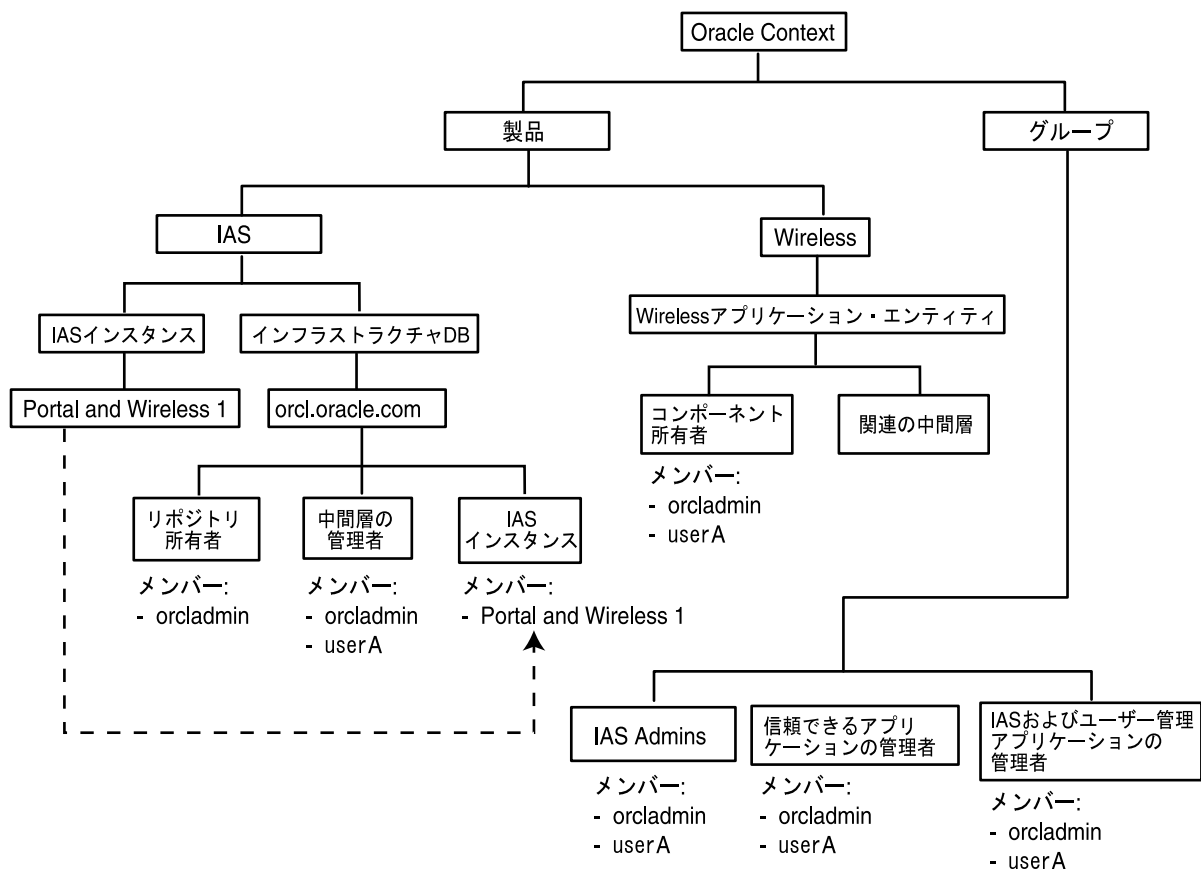 Oracle Context
製品
グループ
IAS
Wireless
IASインスタンス
インフラストラクチャDB
Wirelessアプリケーション・エンティティ
Portal and Wireless 1
orcl.oracle.com
コンポーネント
所有者
関連の中間層
メンバー:
- orcladmin
- userA
リポジトリ
所有者
中間層の
管理者
IAS
インスタンス
メンバー:
- orcladmin
メンバー:
- orcladmin
- userA
メンバー:
- Portal and Wireless 1
IAS Admins
信頼できるアプリ
ケーションの管理者
IASおよびユーザー管理
アプリケーションの
管理者
メンバー:
- orcladmin
- userA
メンバー:
- orcladmin
- userA
メンバー:
- orcladmin
- userA